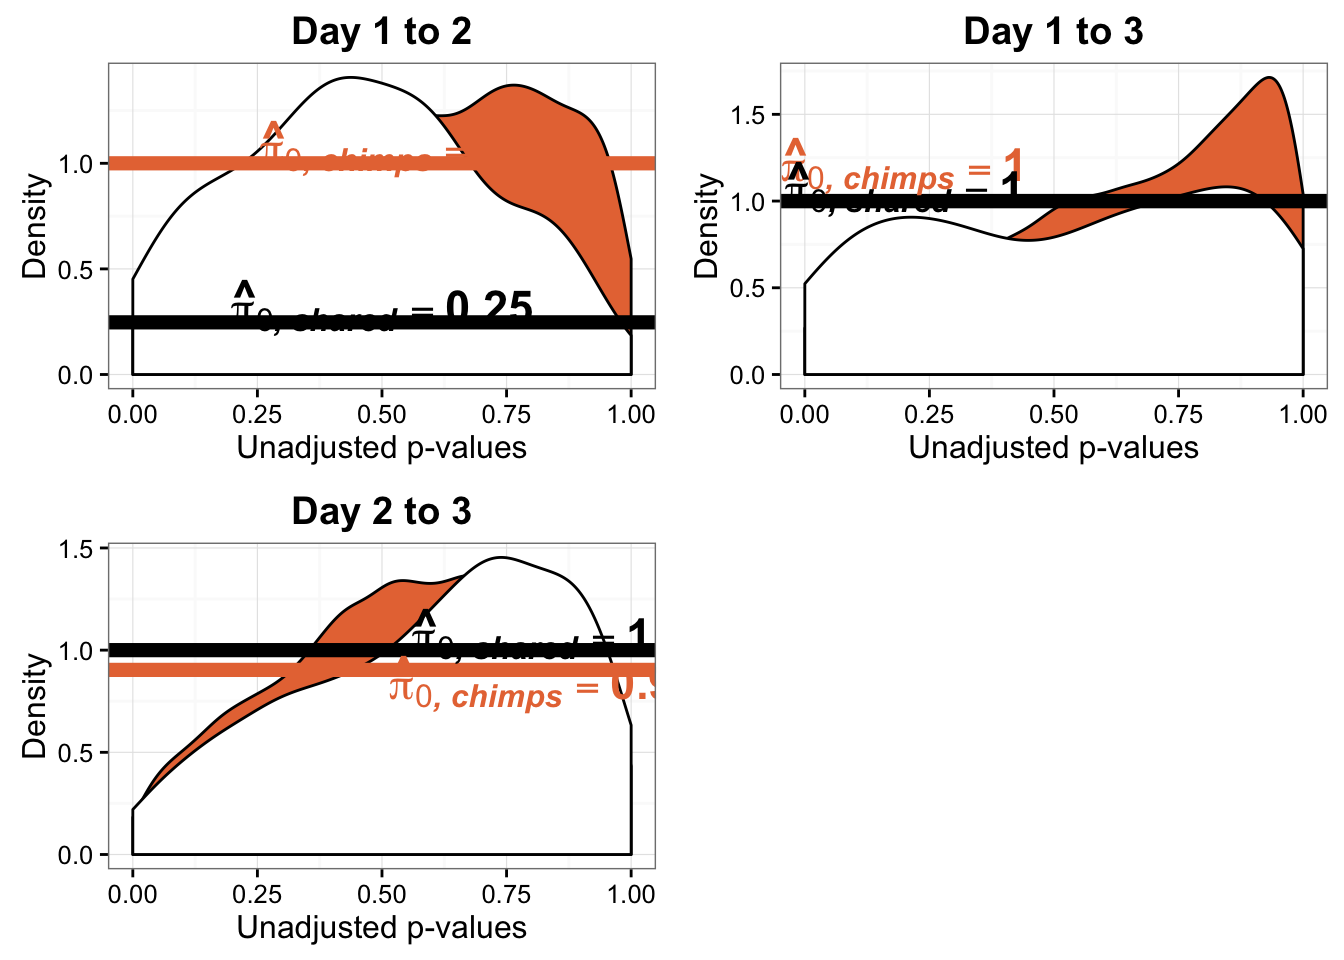 Day 1 to 2
Density
1.0
0.5
0.0
π̂0, chimps =
π̂0, shared = 0.25
0.00 0.25 0.50 0.75 1.00
Unadjusted p-values
Day 1 to 3
Density
1.5
1.0
0.5
0.0
π̂0, chimps = 1
π̂0, shared = 1
0.00 0.25 0.50 0.75 1.00
Unadjusted p-values
Day 2 to 3
Density
1.5
1.0
0.5
0.0
π̂0, shared = 1
π̂0, chimps = 0.9
0.00 0.25 0.50 0.75 1.00
Unadjusted p-values